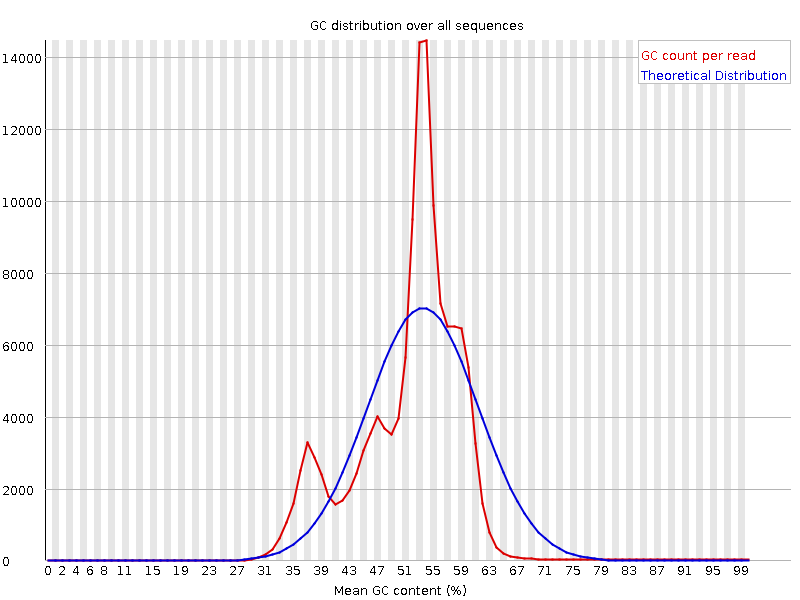 GC distribution over all sequences
GC count per read
Theoretical Distribution
14000
12000
10000
8000
6000
4000
2000
0
0 2 4 6 8 11 15 19 23 27 31 35 39 43 47 51 55 59 63 67 71 75 79 83 87 91 95 99
Mean GC content (%)